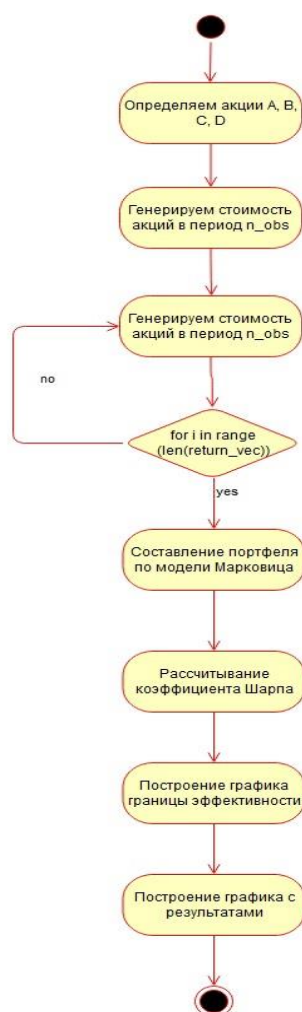 Определяем акции A, B,
C, D
Генерируем стоимость
акций в период n_obs
Генерируем стоимость
акций в период n_obs
no
for i in range
(len(return_vec))
yes
Составление портфеля
по модели Марковица
Рассчитывание
коэффициента Шарпа
Построение графика
границы эффективности
Построение графика с
результатами